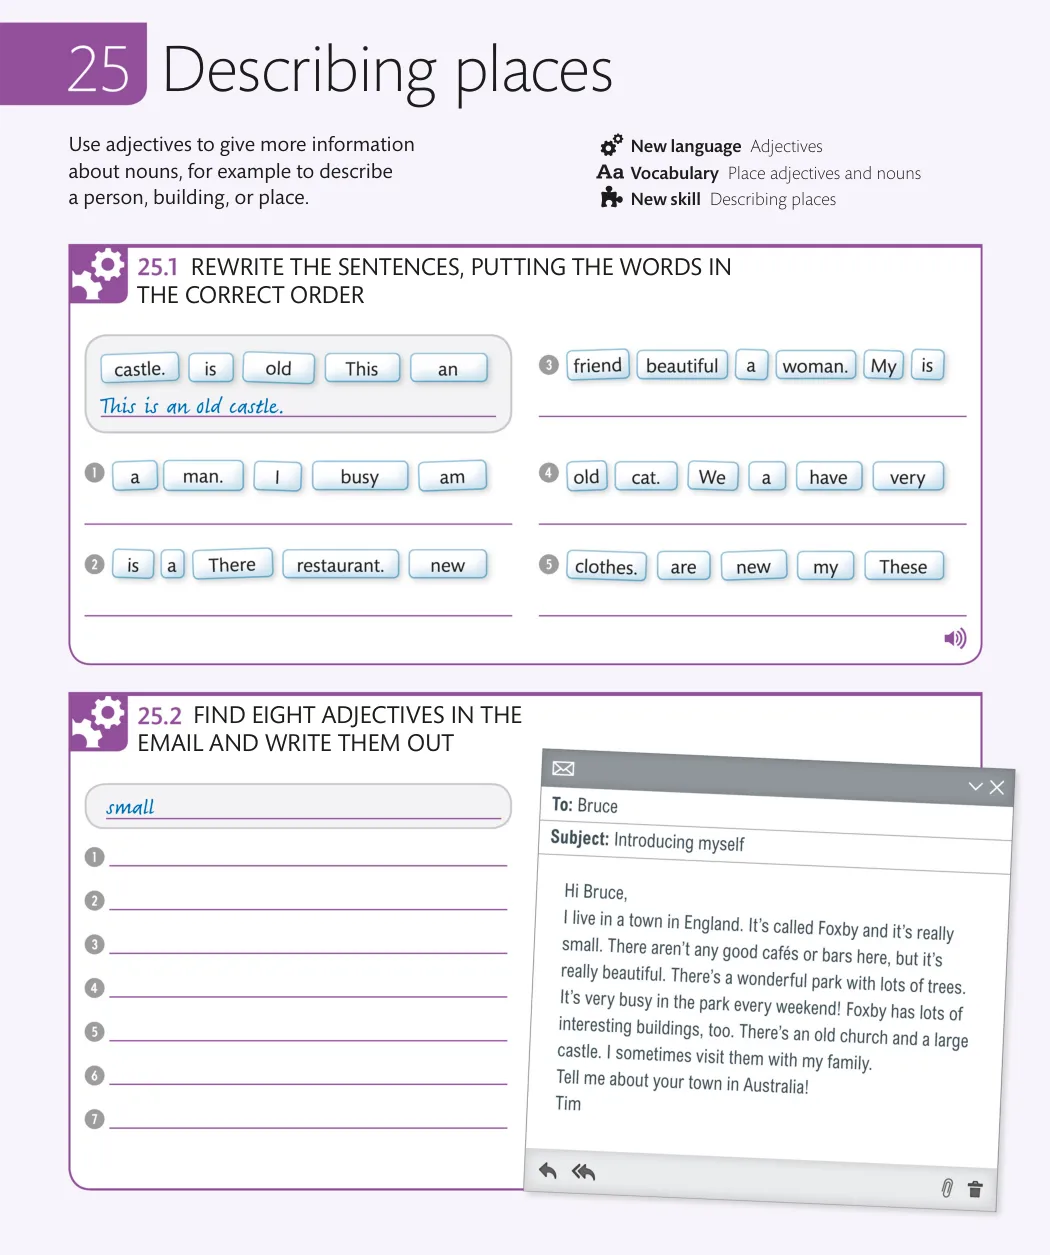 25 Describing places
Use adjectives to give more information
about nouns, for example to describe
a person, building, or place.
New language Adjectives
Aa Vocabulary Place adjectives and nouns
New skill Describing places
25.1 REWRITE THE SENTENCES, PUTTING THE WORDS IN
THE CORRECT ORDER
castle. is old This an
This is an old castle.
1 a man. I busy am
2 is a There restaurant. new
3 friend beautiful a woman. My is
4 old cat. We a have very
5 clothes. are new my These
25.2 FIND EIGHT ADJECTIVES IN THE
EMAIL AND WRITE THEM OUT
small
1
2
3
4
5
6
7
To: Bruce
Subject: Introducing myself
Hi Bruce,
I live in a town in England. It's called Foxby and it's really
small. There aren't any good cafés or bars here, but it's
really beautiful. There's a wonderful park with lots of trees.
It's very busy in the park every weekend! Foxby has lots of
interesting buildings, too. There's an old church and a large
castle. I sometimes visit them with my family.
Tell me about your town in Australia!
Tim